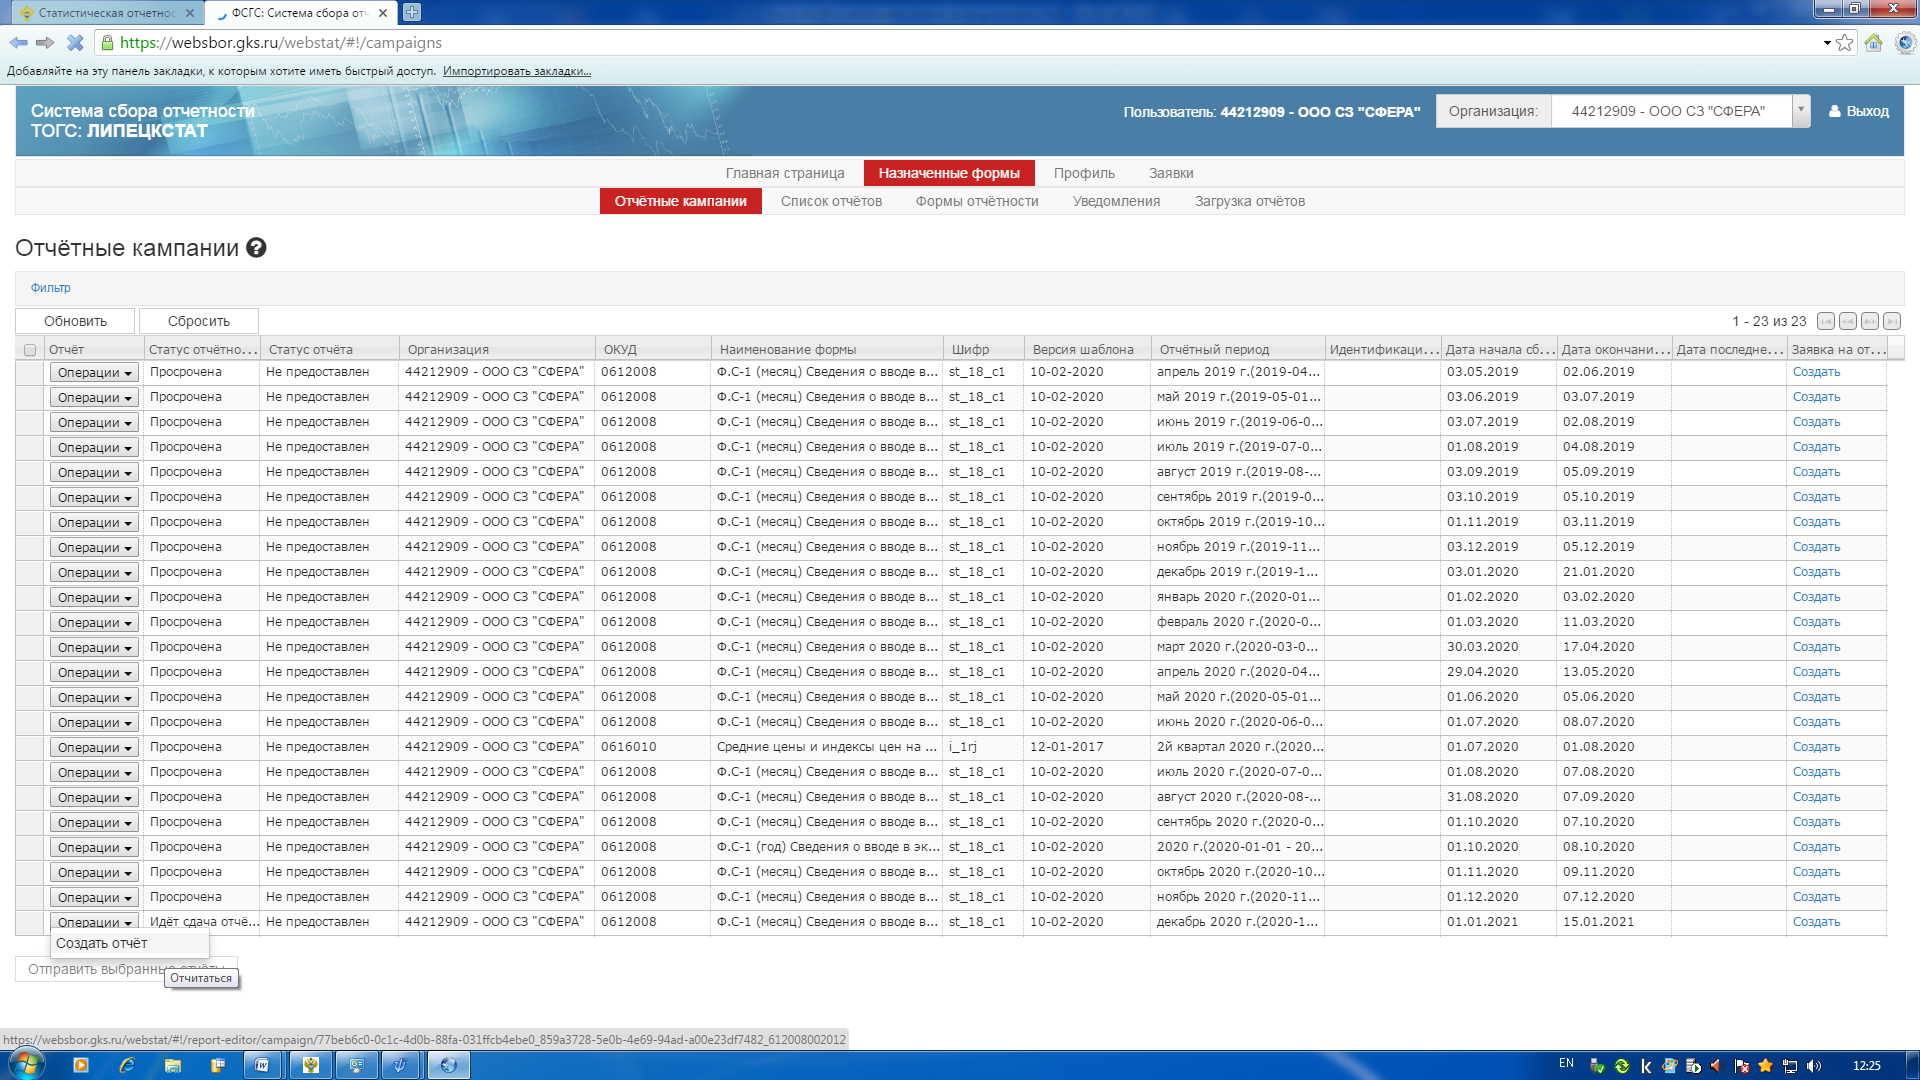 Статистическая отчетнос
ФСГС: Система сбора от
https://websbor.gks.ru/webstat/#!/campaigns
Добавляйте на эту панель закладки, к которым хотите иметь быстрый доступ. Импортировать закладки...
Система сбора отчетности
ТОГС: ЛИПЕЦКСТАТ
Пользователь: 44212909 - ООО СЗ "СФЕРА" Организация: 44212909 - ООО СЗ "СФЕРА" Выход
Главная страница Назначенные формы Профиль Заявки
Отчётные кампании Список отчётов Формы отчётности Уведомления Загрузка отчётов
Отчётные кампании
Фильтр
Обновить Сбросить 1 - 23 из 23
Отчёт Статус отчётно... Статус отчёта Организация ОКУД Наименование формы Шифр Версия шаблона Отчётный период Идентификаци... Дата начала сб... Дата окончани... Дата последне... Заявка на от...
Операции Просрочена Не предоставлен 44212909 - ООО СЗ "СФЕРА" 0612008 Ф.С-1 (месяц) Сведения о вводе в... st_18_c1 10-02-2020 апрель 2019 г.(2019-04... 03.05.2019 02.06.2019 Создать
Операции Просрочена Не предоставлен 44212909 - ООО СЗ "СФЕРА" 0612008 Ф.С-1 (месяц) Сведения о вводе в... st_18_c1 10-02-2020 май 2019 г.(2019-05-01... 03.06.2019 03.07.2019 Создать
Операции Просрочена Не предоставлен 44212909 - ООО СЗ "СФЕРА" 0612008 Ф.С-1 (месяц) Сведения о вводе в... st_18_c1 10-02-2020 июнь 2019 г.(2019-06-0... 03.07.2019 02.08.2019 Создать
Операции Просрочена Не предоставлен 44212909 - ООО СЗ "СФЕРА" 0612008 Ф.С-1 (месяц) Сведения о вводе в... st_18_c1 10-02-2020 июль 2019 г.(2019-07-0... 01.08.2019 04.08.2019 Создать
Операции Просрочена Не предоставлен 44212909 - ООО СЗ "СФЕРА" 0612008 Ф.С-1 (месяц) Сведения о вводе в... st_18_c1 10-02-2020 август 2019 г.(2019-08-... 03.09.2019 05.09.2019 Создать
Операции Просрочена Не предоставлен 44212909 - ООО СЗ "СФЕРА" 0612008 Ф.С-1 (месяц) Сведения о вводе в... st_18_c1 10-02-2020 сентябрь 2019 г.(2019-0... 03.10.2019 05.10.2019 Создать
Операции Просрочена Не предоставлен 44212909 - ООО СЗ "СФЕРА" 0612008 Ф.С-1 (месяц) Сведения о вводе в... st_18_c1 10-02-2020 октябрь 2019 г.(2019-10... 01.11.2019 03.11.2019 Создать
Операции Просрочена Не предоставлен 44212909 - ООО СЗ "СФЕРА" 0612008 Ф.С-1 (месяц) Сведения о вводе в... st_18_c1 10-02-2020 ноябрь 2019 г.(2019-11... 03.12.2019 05.12.2019 Создать
Операции Просрочена Не предоставлен 44212909 - ООО СЗ "СФЕРА" 0612008 Ф.С-1 (месяц) Сведения о вводе в... st_18_c1 10-02-2020 декабрь 2019 г.(2019-1... 03.01.2020 21.01.2020 Создать
Операции Просрочена Не предоставлен 44212909 - ООО СЗ "СФЕРА" 0612008 Ф.С-1 (месяц) Сведения о вводе в... st_18_c1 10-02-2020 январь 2020 г.(2020-01... 01.02.2020 03.02.2020 Создать
Операции Просрочена Не предоставлен 44212909 - ООО СЗ "СФЕРА" 0612008 Ф.С-1 (месяц) Сведения о вводе в... st_18_c1 10-02-2020 февраль 2020 г.(2020-0... 01.03.2020 11.03.2020 Создать
Операции Просрочена Не предоставлен 44212909 - ООО СЗ "СФЕРА" 0612008 Ф.С-1 (месяц) Сведения о вводе в... st_18_c1 10-02-2020 март 2020 г.(2020-03-0... 30.03.2020 17.04.2020 Создать
Операции Просрочена Не предоставлен 44212909 - ООО СЗ "СФЕРА" 0612008 Ф.С-1 (месяц) Сведения о вводе в... st_18_c1 10-02-2020 апрель 2020 г.(2020-04... 29.04.2020 13.05.2020 Создать
Операции Просрочена Не предоставлен 44212909 - ООО СЗ "СФЕРА" 0612008 Ф.С-1 (месяц) Сведения о вводе в... st_18_c1 10-02-2020 май 2020 г.(2020-05-01... 01.06.2020 05.06.2020 Создать
Операции Просрочена Не предоставлен 44212909 - ООО СЗ "СФЕРА" 0612008 Ф.С-1 (месяц) Сведения о вводе в... st_18_c1 10-02-2020 июнь 2020 г.(2020-06-0... 01.07.2020 08.07.2020 Создать
Операции Просрочена Не предоставлен 44212909 - ООО СЗ "СФЕРА" 0616010 Средние цены и индексы цен на ... i_1rj 12-01-2017 2й квартал 2020 г.(2020... 01.07.2020 01.08.2020 Создать
Операции Просрочена Не предоставлен 44212909 - ООО СЗ "СФЕРА" 0612008 Ф.С-1 (месяц) Сведения о вводе в... st_18_c1 10-02-2020 июль 2020 г.(2020-07-0... 01.08.2020 07.08.2020 Создать
Операции Просрочена Не предоставлен 44212909 - ООО СЗ "СФЕРА" 0612008 Ф.С-1 (месяц) Сведения о вводе в... st_18_c1 10-02-2020 август 2020 г.(2020-08-... 31.08.2020 07.09.2020 Создать
Операции Просрочена Не предоставлен 44212909 - ООО СЗ "СФЕРА" 0612008 Ф.С-1 (месяц) Сведения о вводе в... st_18_c1 10-02-2020 сентябрь 2020 г.(2020-0... 01.10.2020 07.10.2020 Создать
Операции Просрочена Не предоставлен 44212909 - ООО СЗ "СФЕРА" 0612008 Ф.С-1 (год) Сведения о вводе в эк... st_18_c1 10-02-2020 2020 г.(2020-01-01 - 20... 01.10.2020 08.10.2020 Создать
Операции Просрочена Не предоставлен 44212909 - ООО СЗ "СФЕРА" 0612008 Ф.С-1 (месяц) Сведения о вводе в... st_18_c1 10-02-2020 октябрь 2020 г.(2020-10... 01.11.2020 09.11.2020 Создать
Операции Просрочена Не предоставлен 44212909 - ООО СЗ "СФЕРА" 0612008 Ф.С-1 (месяц) Сведения о вводе в... st_18_c1 10-02-2020 ноябрь 2020 г.(2020-11... 01.12.2020 07.12.2020 Создать
Операции Идёт сдача отчё... Не предоставлен 44212909 - ООО СЗ "СФЕРА" 0612008 Ф.С-1 (месяц) Сведения о вводе в... st_18_c1 10-02-2020 декабрь 2020 г.(2020-1... 01.01.2021 15.01.2021 Создать
Создать отчёт
Отправить выбранные отчёты
Отчитаться
https://websbor.gks.ru/webstat/#!/report-editor/campaign/77beb6c0-0c1c-4d0b-88fa-031ffcb4ebe0_859a3728-5e0b-4e69-94ad-a00e23df7482_612008002012
EN 12:25